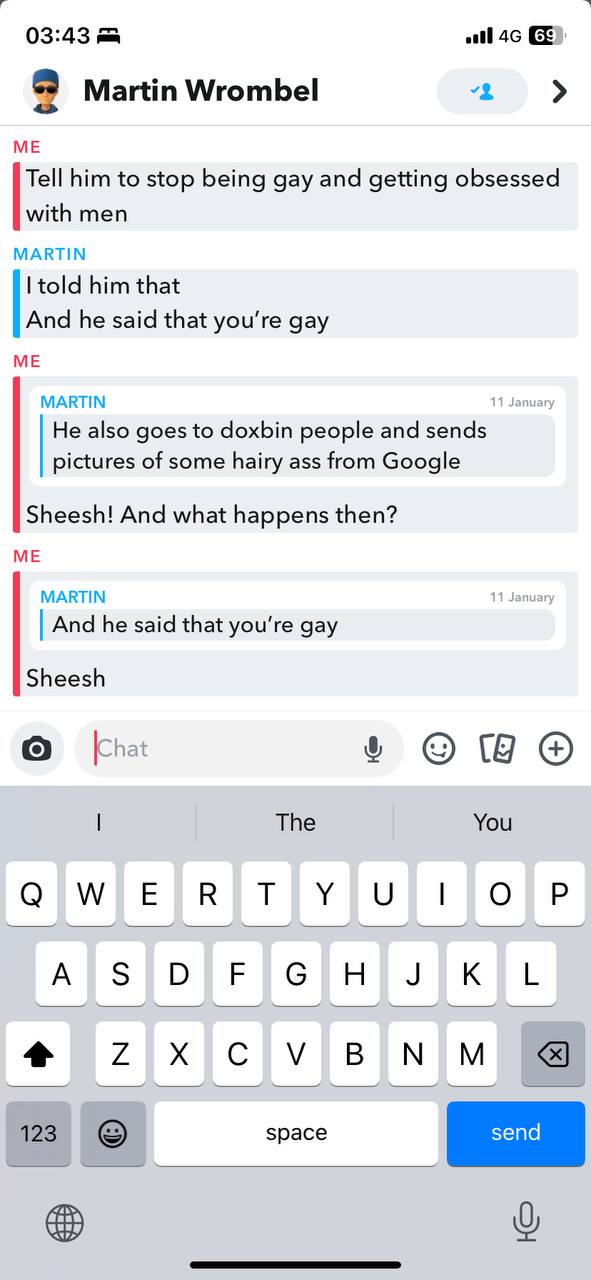 03:43
4G 69
Martin Wrombel
ME
Tell him to stop being gay and getting obsessed
with men
MARTIN
I told him that
And he said that you’re gay
ME
MARTIN 11 January
He also goes to doxbin people and sends
pictures of some hairy ass from Google
Sheesh! And what happens then?
ME
MARTIN 11 January
And he said that you’re gay
Sheesh
Chat
I The You
Q W E R T Y U I O P
A S D F G H J K L
Z X C V B N M
123 space send